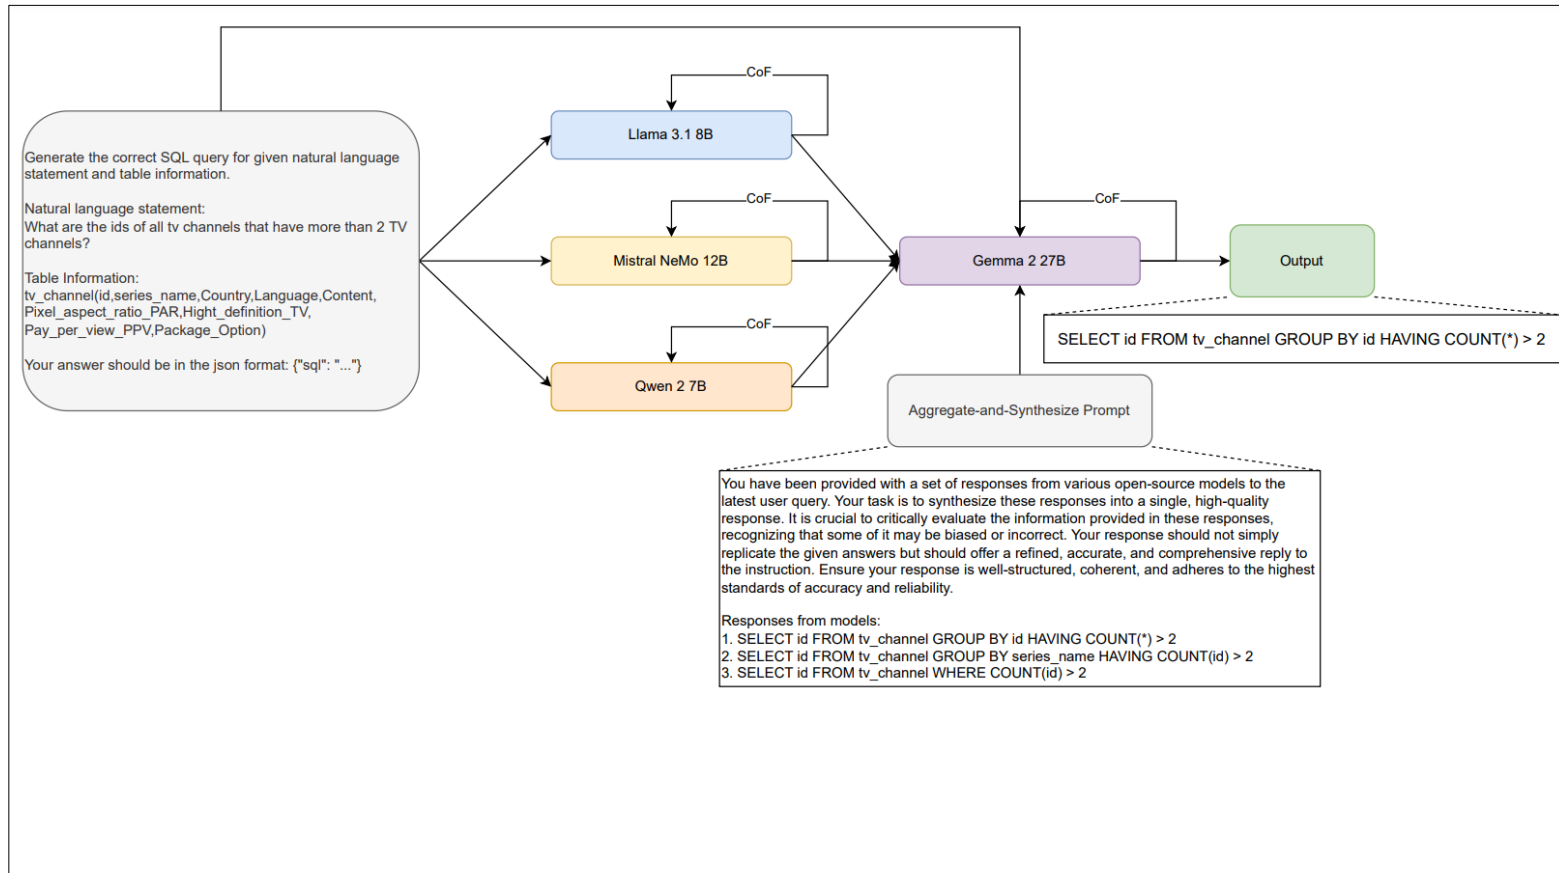 Generate the correct SQL query for given natural language
statement and table information.
Natural language statement:
What are the ids of all tv channels that have more than 2 TV
channels?
Table Information:
tv_channel(id,series_name,Country,Language,Content,
Pixel_aspect_ratio_PAR,Hight_definition_TV,
Pay_per_view_PPV,Package_Option)
Your answer should be in the json format: {"sql": "..."}
CoF
Llama 3.1 8B
CoF
Mistral NeMo 12B
CoF
Qwen 2 7B
CoF
Gemma 2 27B
Output
SELECT id FROM tv_channel GROUP BY id HAVING COUNT(*) > 2
Aggregate-and-Synthesize Prompt
You have been provided with a set of responses from various open-source models to the
latest user query. Your task is to synthesize these responses into a single, high-quality
response. It is crucial to critically evaluate the information provided in these responses,
recognizing that some of it may be biased or incorrect. Your response should not simply
replicate the given answers but should offer a refined, accurate, and comprehensive reply to
the instruction. Ensure your response is well-structured, coherent, and adheres to the highest
standards of accuracy and reliability.
Responses from models:
1. SELECT id FROM tv_channel GROUP BY id HAVING COUNT(*) > 2
2. SELECT id FROM tv_channel GROUP BY series_name HAVING COUNT(id) > 2
3. SELECT id FROM tv_channel WHERE COUNT(id) > 2